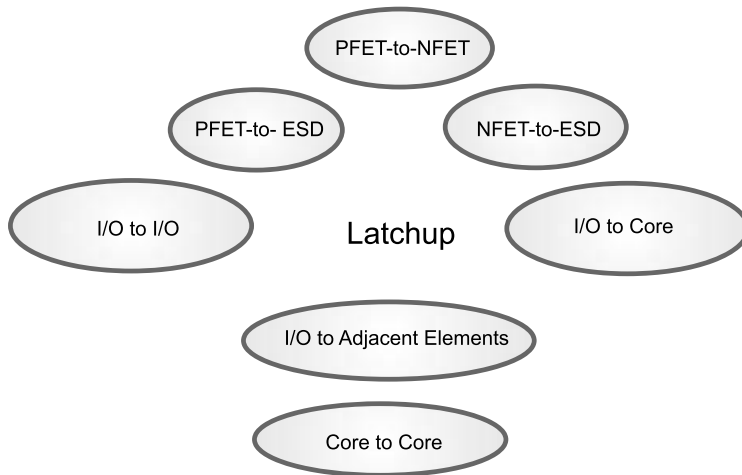 PFET-to-NFET
PFET-to- ESD
NFET-to-ESD
I/O to I/O
Latchup
I/O to Core
I/O to Adjacent Elements
Core to Core